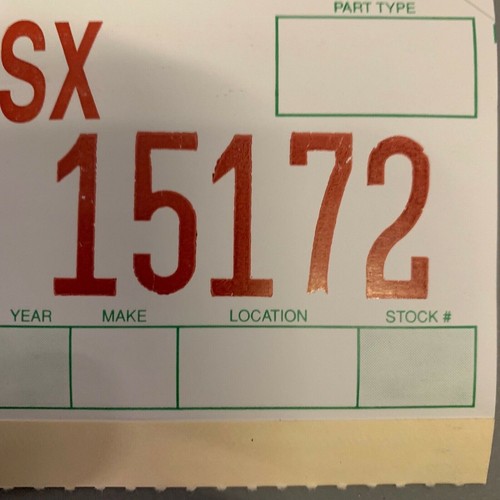 PART TYPE
SX
15172
YEAR MAKE LOCATION STOCK #